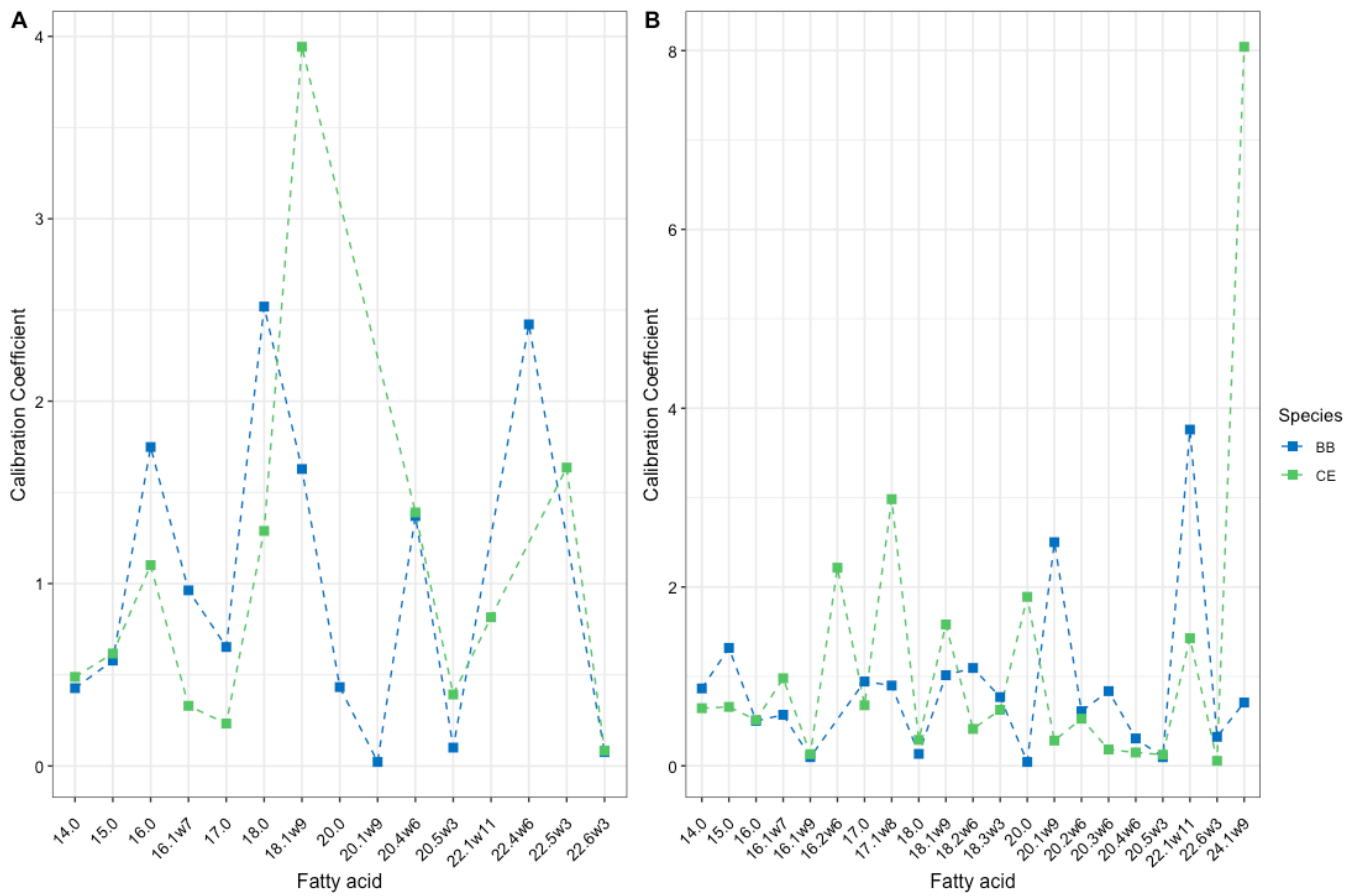 A
Calibration Coefficient
4
3
2
1
0
14.0 15.0 16.0 16.1w7 17.0 18.0 18.1w9 20.0 20.1w9 20.4w6 20.5w3 22.1w11 22.4w6 22.5w3 22.6w3
Fatty acid
B
Calibration Coefficient
8
6
4
2
0
14.0 15.0 16.0 16.1w7 16.1w9 16.2w6 17.0 17.1w8 18.0 18.1w9 18.2w6 18.3w3 20.0 20.1w9 20.2w6 20.3w6 20.4w6 20.5w3 22.1w11 22.6w3 24.1w9
Fatty acid
Species
BB
CE